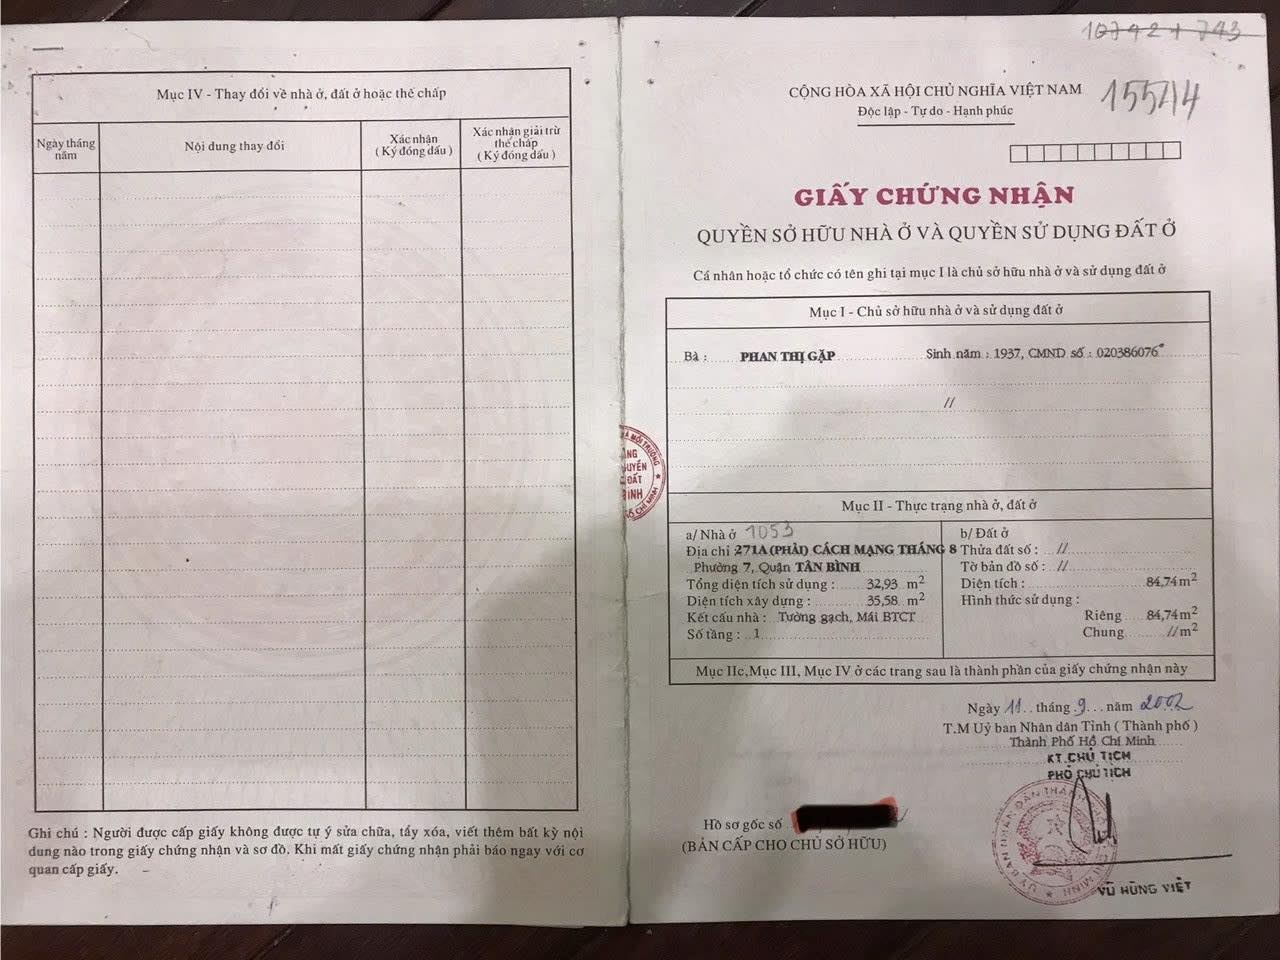 Mục IV - Thay đổi về nhà ở, đất ở hoặc thế chấp
Ngày tháng năm
Nội dung thay đổi
Xác nhận
( Ký đóng dấu )
Xác nhận giải trừ thế chấp
( Ký đóng dấu )
Ghi chú : Người được cấp giấy không được tự ý sửa chữa, tẩy xóa, viết thêm bất kỳ nội
dung nào trong giấy chứng nhận và sơ đồ. Khi mất giấy chứng nhận phải báo ngay với cơ
quan cấp giấy.
10742 + 743
CỘNG HÒA XÃ HỘI CHỦ NGHĨA VIỆT NAM
155/14
Độc lập - Tự do - Hạnh phúc
GIẤY CHỨNG NHẬN
QUYỀN SỞ HỮU NHÀ Ở VÀ QUYỀN SỬ DỤNG ĐẤT Ở
Cá nhân hoặc tổ chức có tên ghi tại mục I là chủ sở hữu nhà ở và sử dụng đất ở
Mục I - Chủ sở hữu nhà ở và sử dụng đất ở
Bà : PHAN THỊ GẶP Sinh năm : 1937, CMND số : 020386076
//
Mục II - Thực trạng nhà ở, đất ở
a/ Nhà ở 1053
Địa chỉ 271A (PHẢI) CÁCH MẠNG THÁNG 8
Phường 7, Quận TÂN BÌNH
Tổng diện tích sử dụng : 32,93 m2
Diện tích xây dựng : 35,58 m2
Kết cấu nhà : Tường gạch, Mái BTCT
Số tầng : 1
b/ Đất ở
Thửa đất số : //
Tờ bản đồ số : //
Diện tích : 84,74 m2
Hình thức sử dụng :
Riêng 84,74 m2
Chung // m2
Mục IIc, Mục III, Mục IV ở các trang sau là thành phần của giấy chứng nhận này
Ngày 11 tháng 9 năm 2002
T.M Uỷ ban Nhân dân Tỉnh ( Thành phố )
Thành Phố Hồ Chí Minh
KT. CHỦ TỊCH
PHÓ CHỦ TỊCH
Hồ sơ gốc số
(BẢN CẤP CHO CHỦ SỞ HỮU)
VŨ HÙNG VIỆT